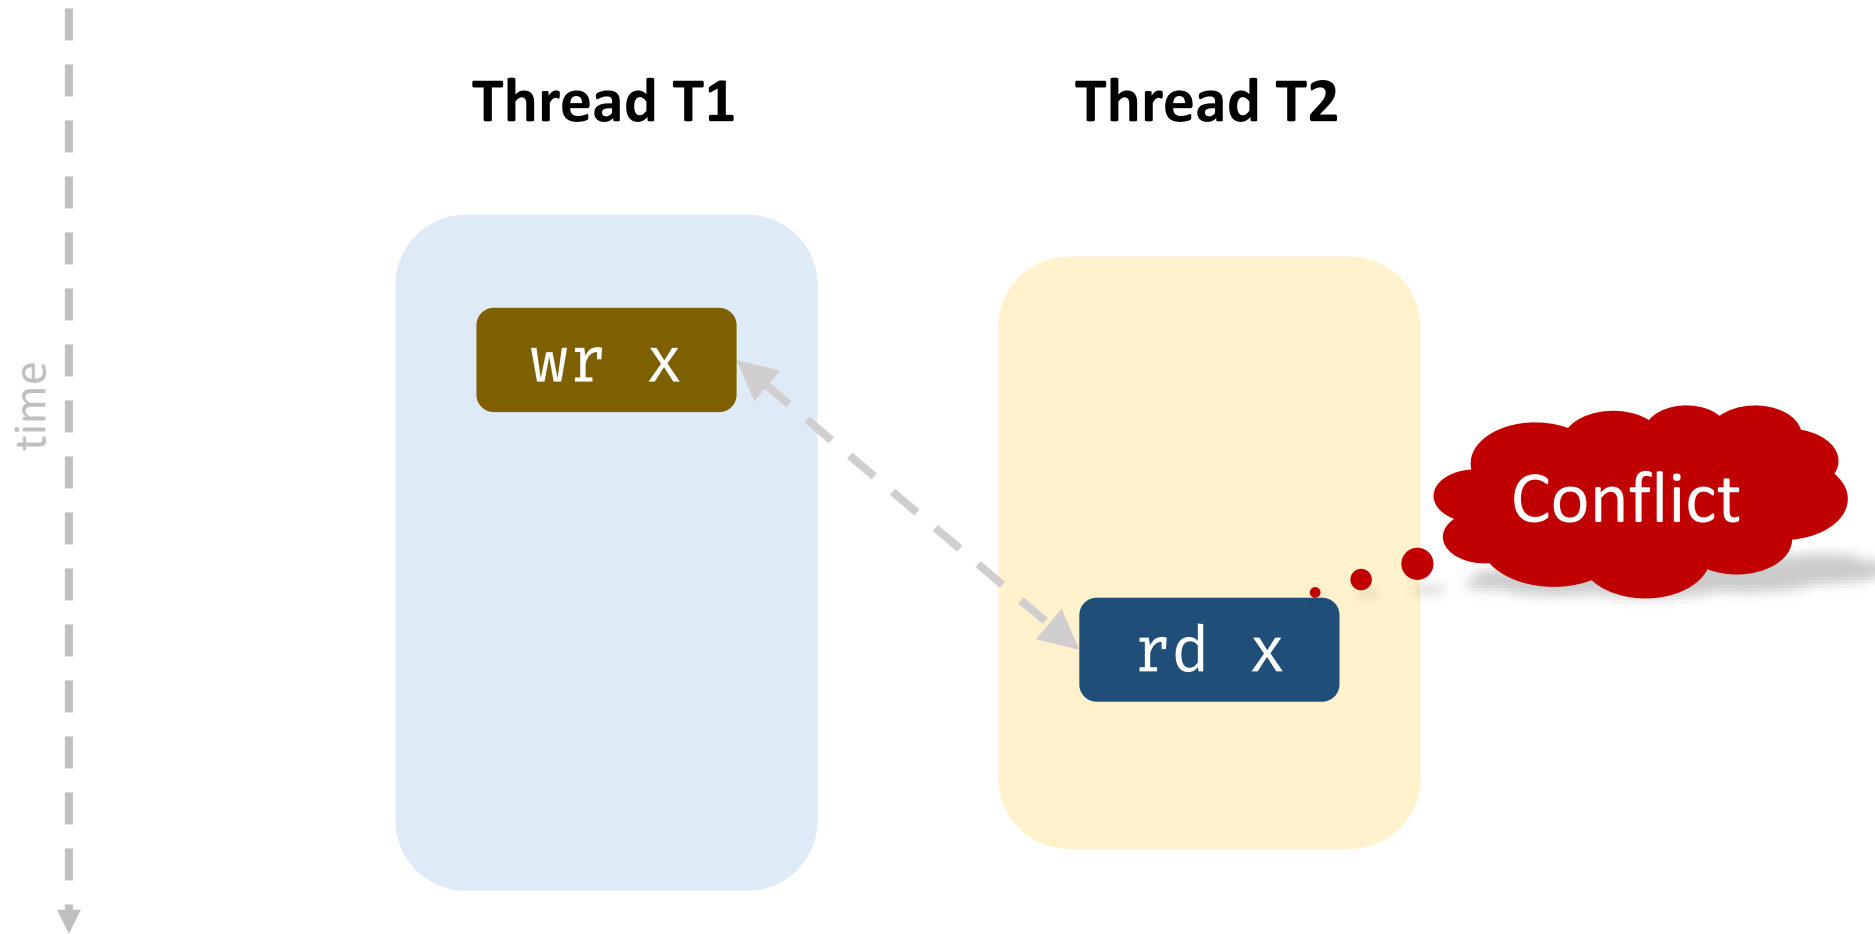 Thread T1
Thread T2
wr x
time
Conflict
rd x